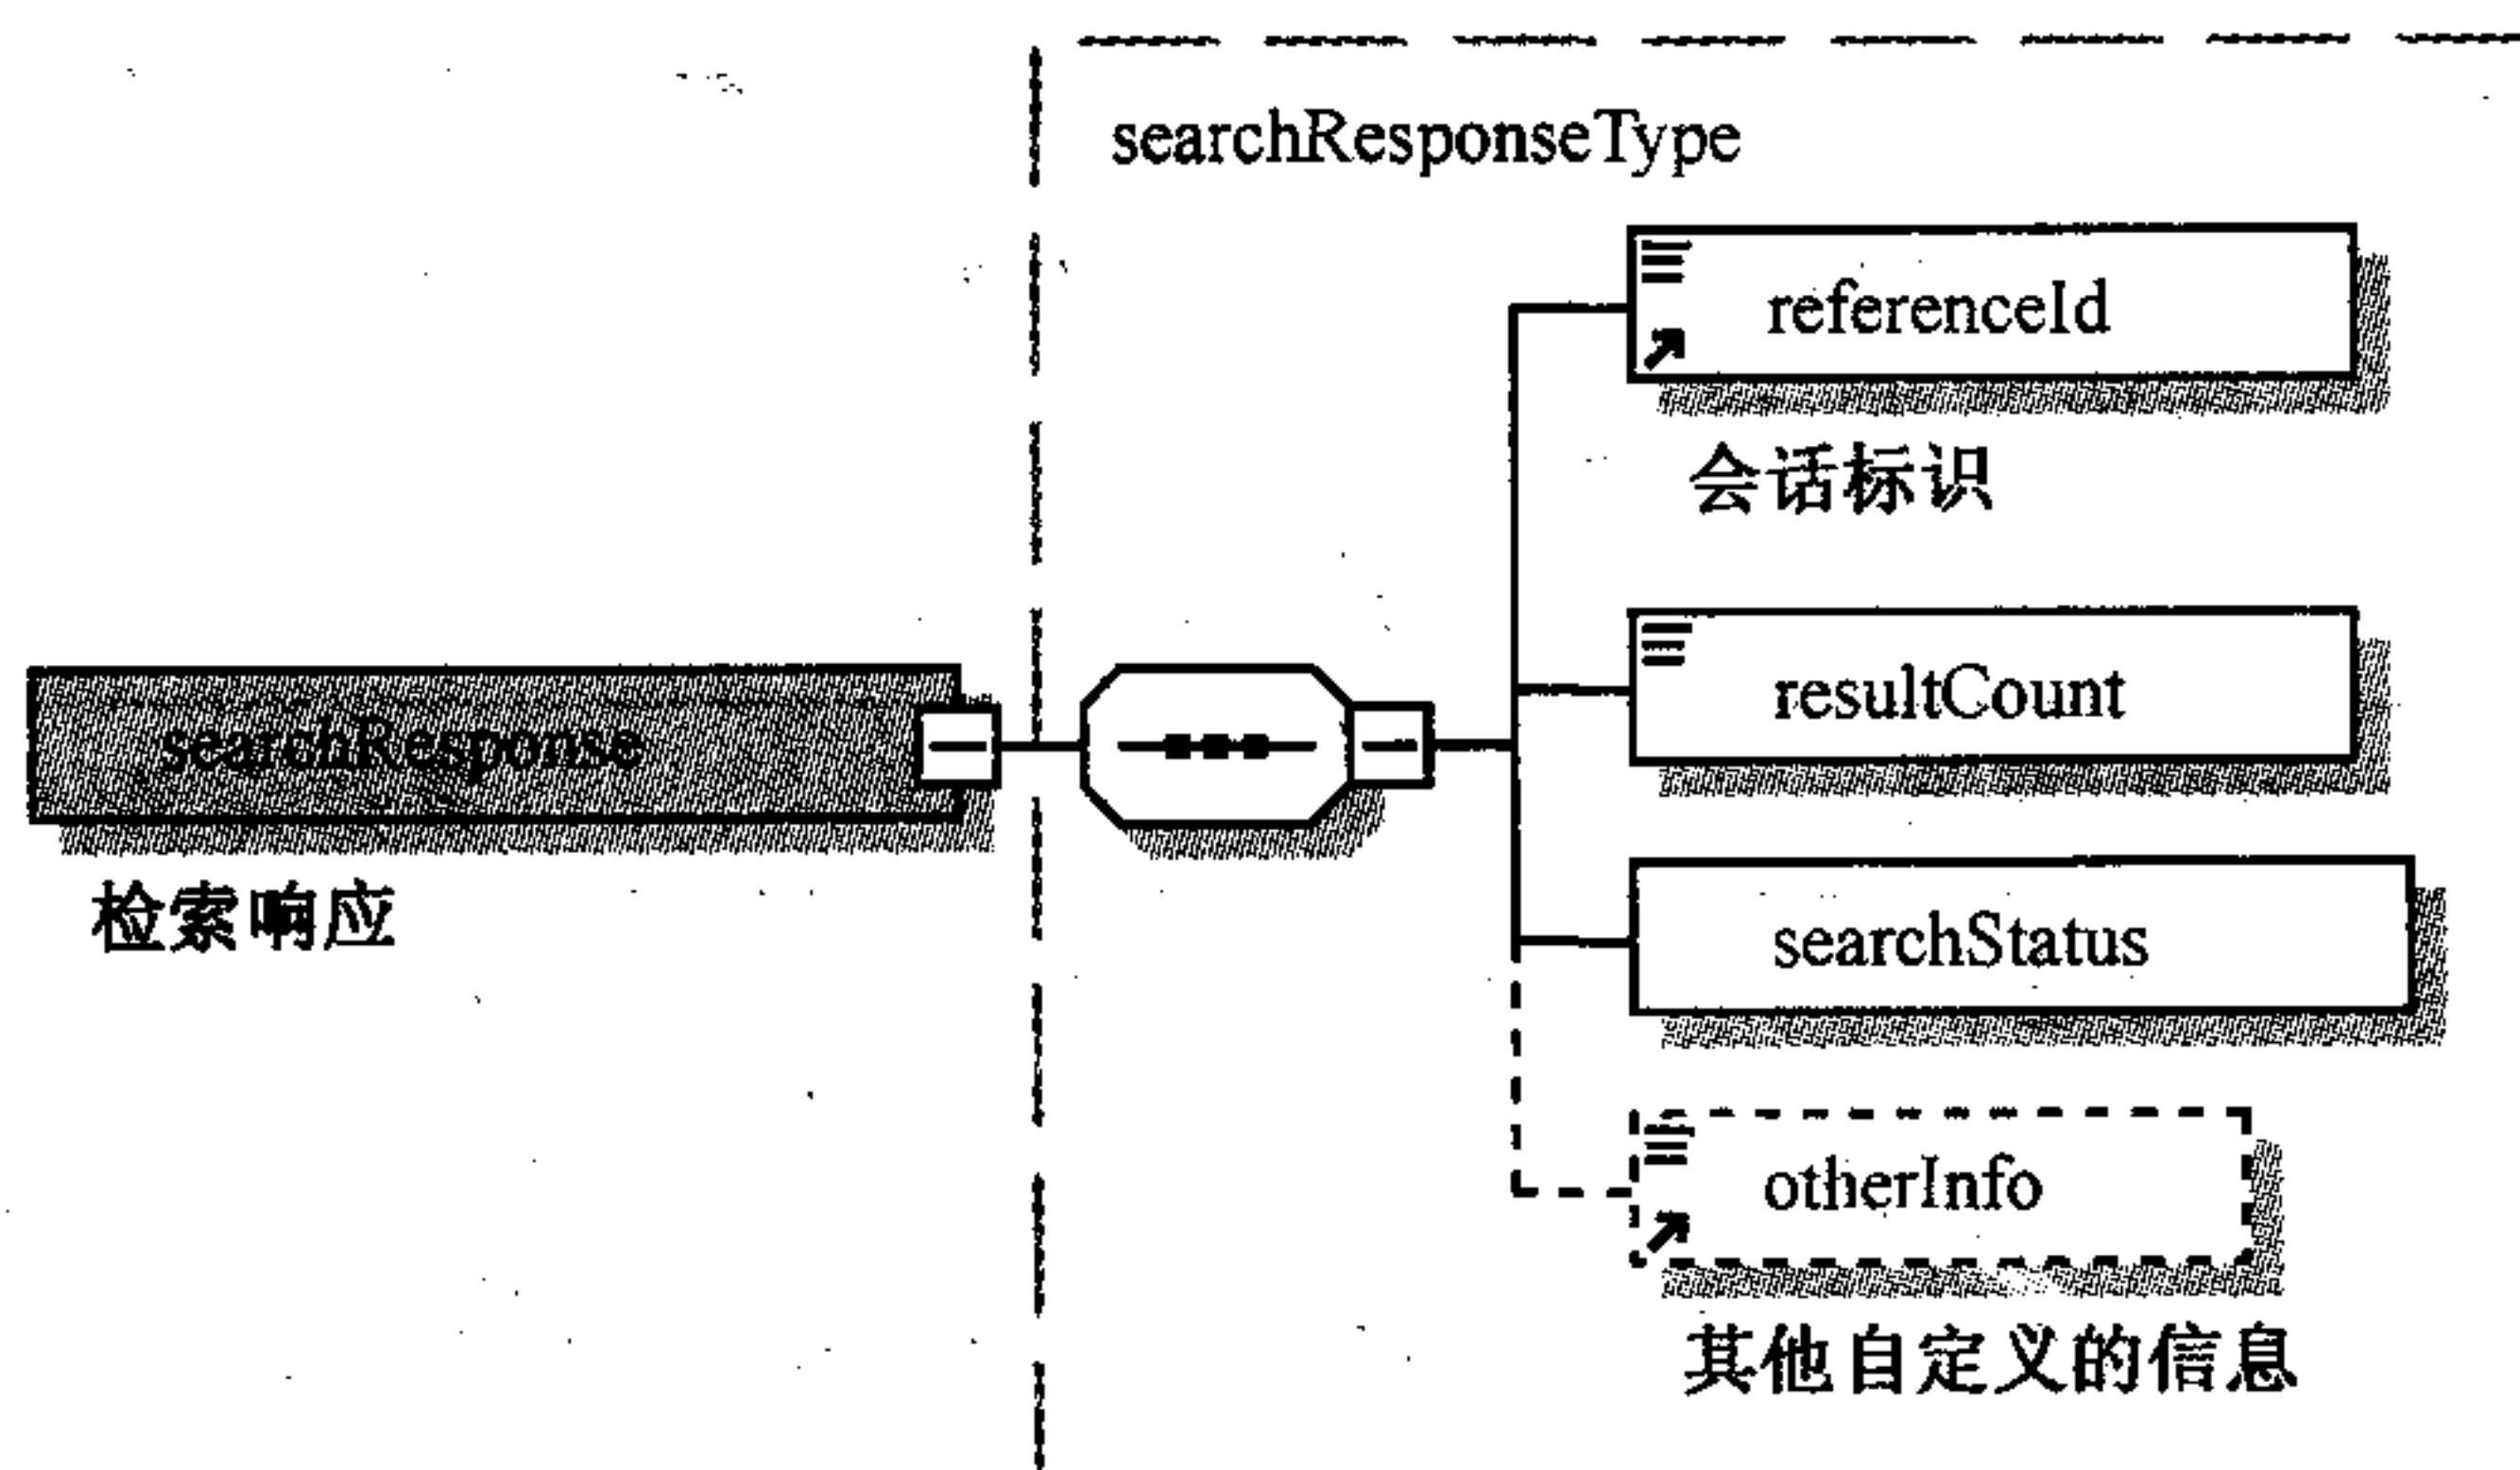 searchResponseType
referenceId
会话标识
resultCount
searchResponse
检索响应
searchStatus
otherInfo
其他自定义的信息